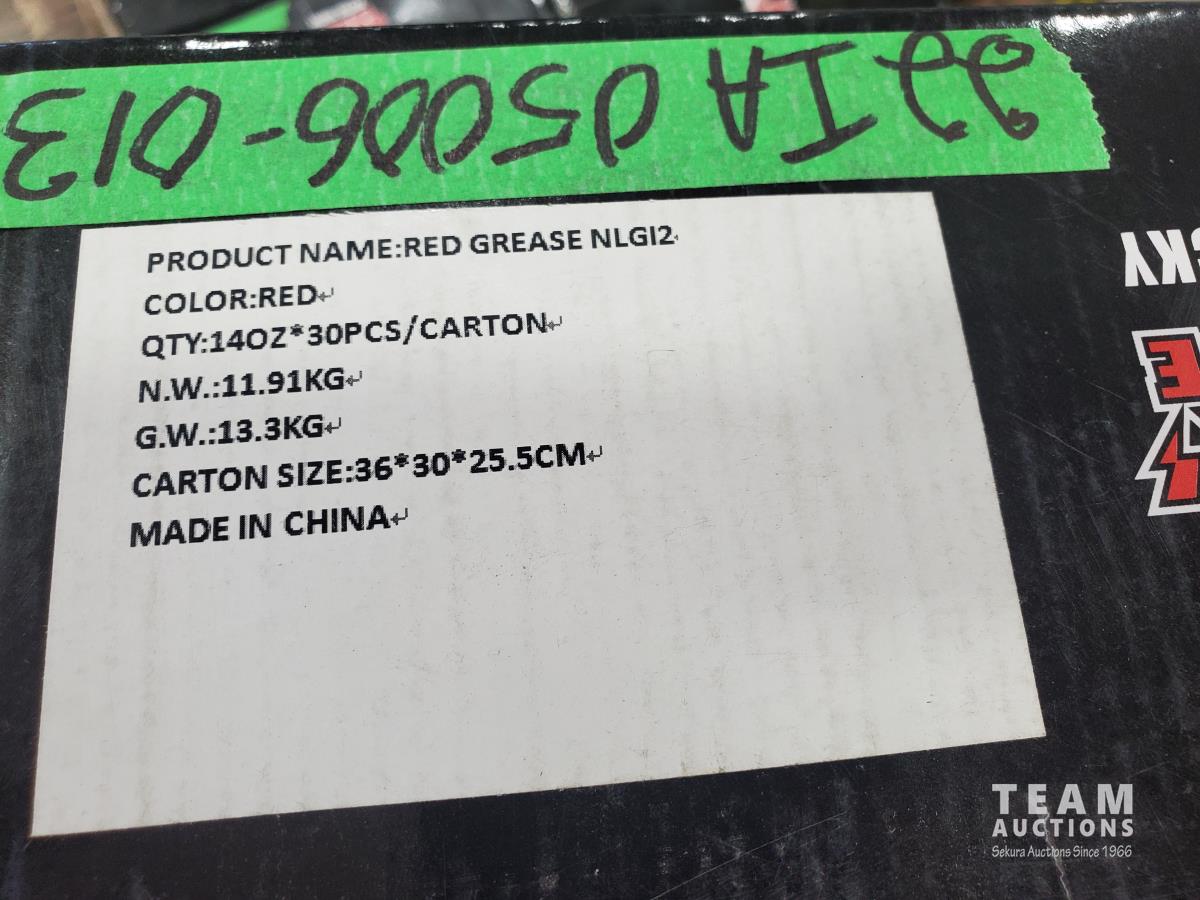 22IA 05006-013
PRODUCT NAME:RED GREASE NLGI2
COLOR:RED
QTY:14OZ*30PCS/CARTON
N.W.:11.91KG
G.W.:13.3KG
CARTON SIZE:36*30*25.5CM
MADE IN CHINA
TEAM
AUCTIONS
Sekura Auctions Since 1966